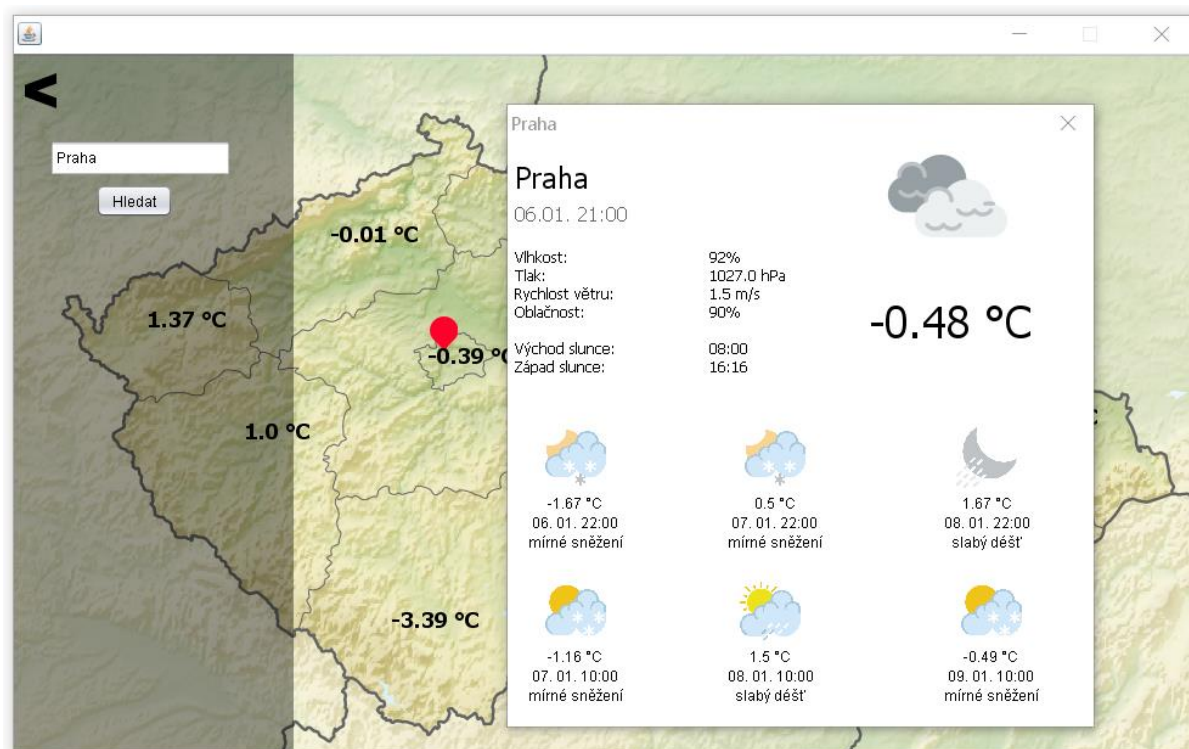 <
Praha
Hledat
-0.01 °C
1.37 °C
-0.39 °
1.0 °C
-3.39 °C
Praha
Praha
06.01. 21:00
Vlhkost: 92%
Tlak: 1027.0 hPa
Rychlost větru: 1.5 m/s
Oblačnost: 90%
Východ slunce: 08:00
Západ slunce: 16:16
-0.48 °C
-1.67 °C 0.5 °C 1.67 °C
06. 01. 22:00 07. 01. 22:00 08. 01. 22:00
mírné sněžení mírné sněžení slabý déšť
-1.16 °C 1.5 °C -0.49 °C
07. 01. 10:00 08. 01. 10:00 09. 01. 10:00
mírné sněžení slabý déšť mírné sněžení